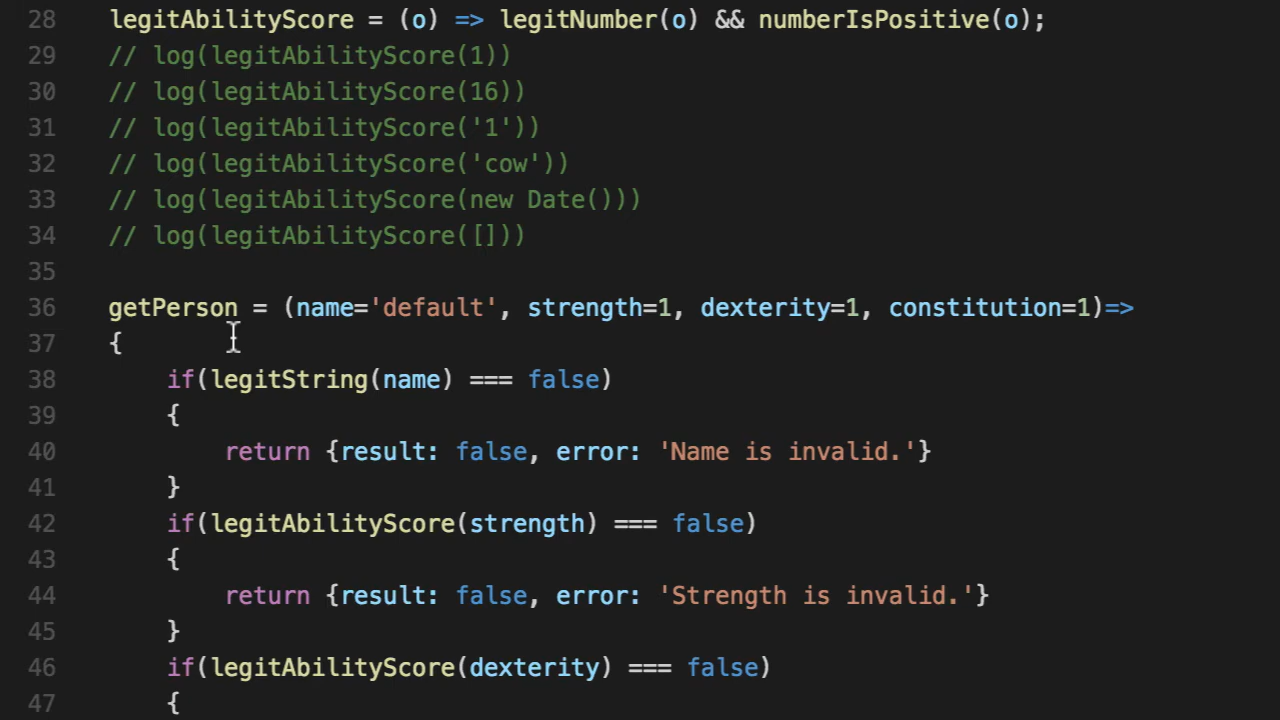 28 legitAbilityScore = (o) => legitNumber(o) && numberIsPositive(o);
29 // log(legitAbilityScore(1))
30 // log(legitAbilityScore(16))
31 // log(legitAbilityScore('1'))
32 // log(legitAbilityScore('cow'))
33 // log(legitAbilityScore(new Date()))
34 // log(legitAbilityScore([]))
35
36 getPerson = (name='default', strength=1, dexterity=1, constitution=1)=>
37 {
38     if(legitString(name) === false)
39     {
40         return {result: false, error: 'Name is invalid.'}
41     }
42     if(legitAbilityScore(strength) === false)
43     {
44         return {result: false, error: 'Strength is invalid.'}
45     }
46     if(legitAbilityScore(dexterity) === false)
47     {